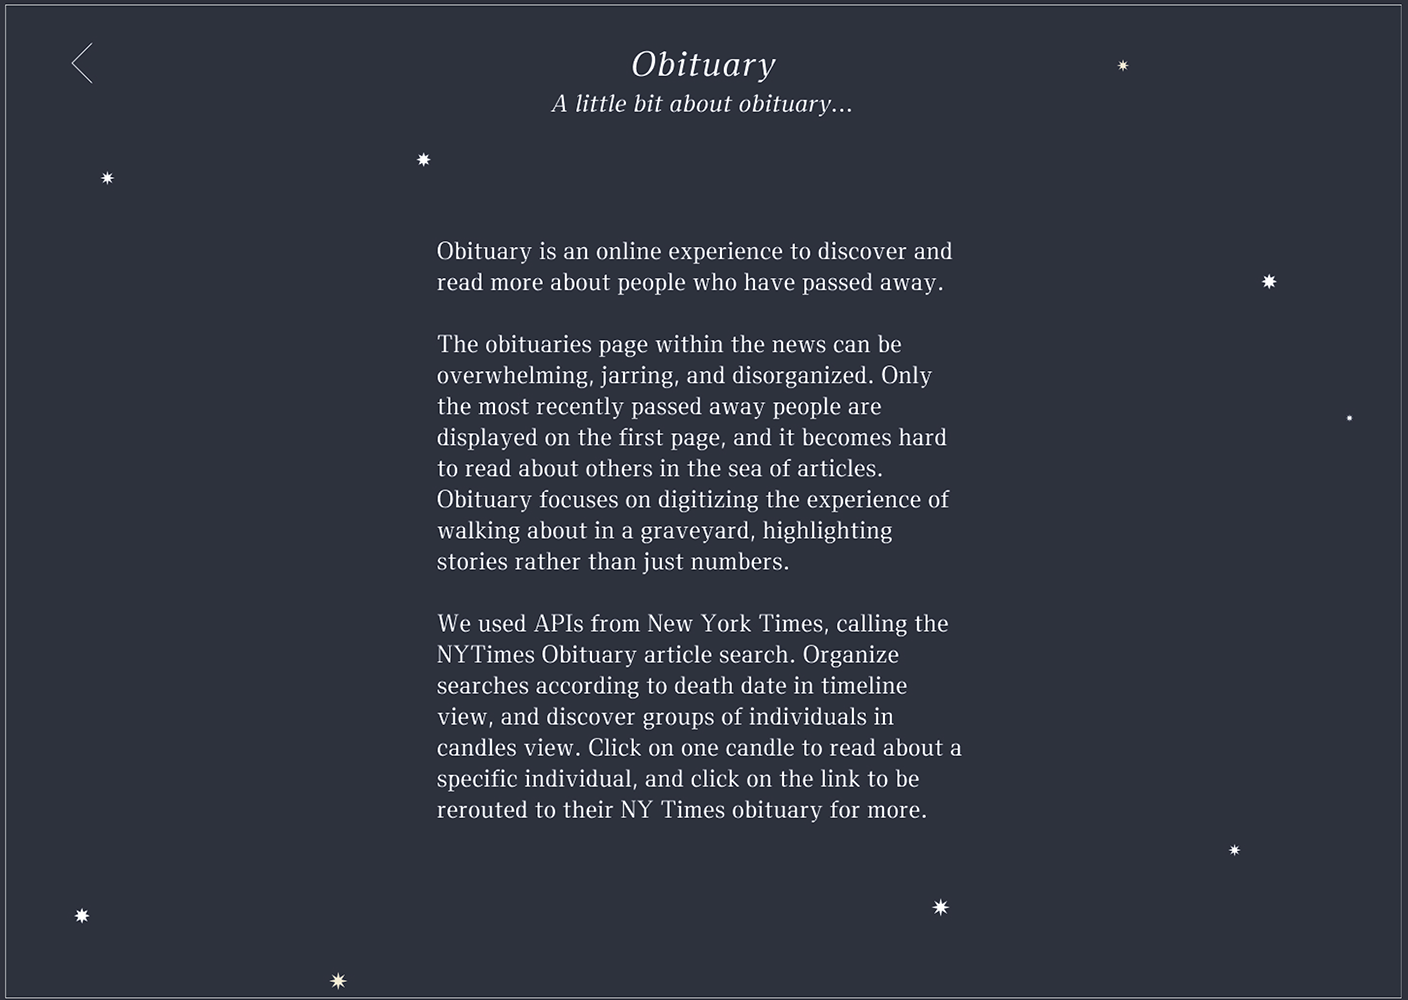 Obituary
A little bit about obituary...
Obituary is an online experience to discover and
read more about people who have passed away.
The obituaries page within the news can be
overwhelming, jarring, and disorganized. Only
the most recently passed away people are
displayed on the first page, and it becomes hard
to read about others in the sea of articles.
Obituary focuses on digitizing the experience of
walking about in a graveyard, highlighting
stories rather than just numbers.
We used APIs from New York Times, calling the
NYTimes Obituary article search. Organize
searches according to death date in timeline
view, and discover groups of individuals in
candles view. Click on one candle to read about a
specific individual, and click on the link to be
rerouted to their NY Times obituary for more.